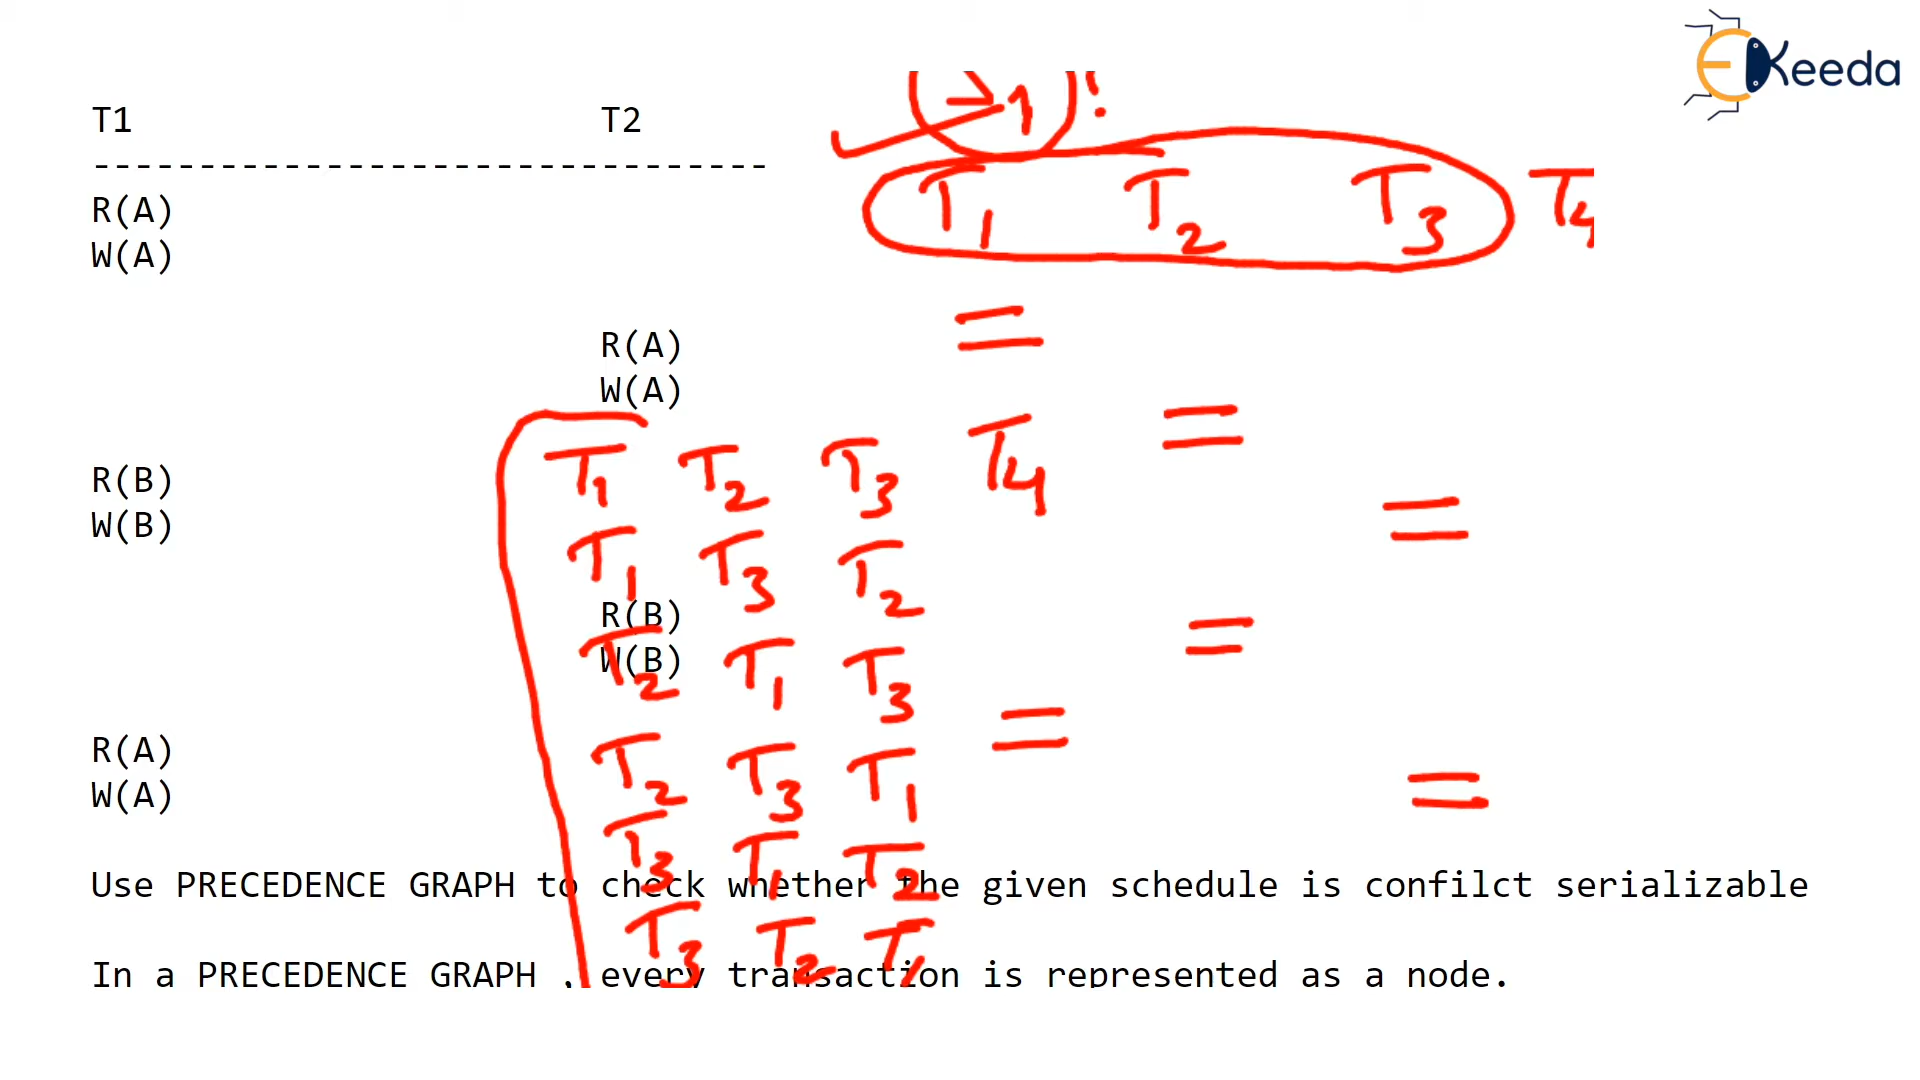 EKeeda
T1 T2
---------------------------------
R(A)
W(A)
R(A)
W(A)
R(B)
W(B)
R(B)
W(B)
R(A)
W(A)
Use PRECEDENCE GRAPH to check whether the given schedule is confilct serializable
In a PRECEDENCE GRAPH , every transaction is represented as a node.
1 !
T1 T2 T3 T4
=
=
=
=
=
=
T1 T2 T3 T4
T1 T3 T2
T2 T1 T3
T2 T3 T1
T3 T1 T2
T3 T2 T1